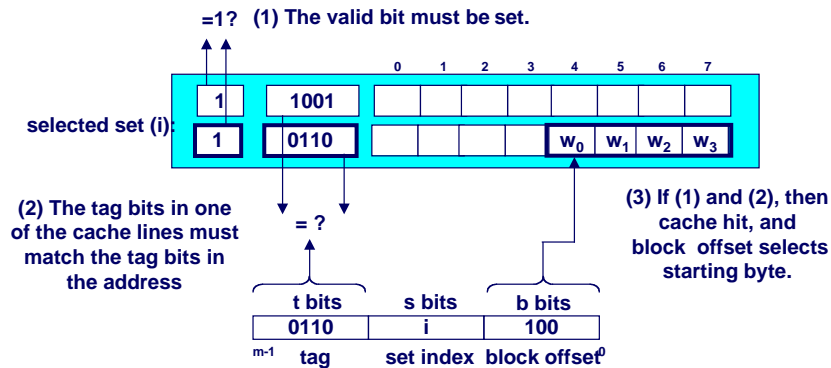 =1? (1) The valid bit must be set.
0 1 2 3 4 5 6 7
1 1001
selected set (i):
1 0110 w0 w1 w2 w3
(2) The tag bits in one
of the cache lines must
match the tag bits in
the address
= ?
(3) If (1) and (2), then
cache hit, and
block offset selects
starting byte.
t bits s bits b bits
0110 i 100
m-1 tag set index block offset 0